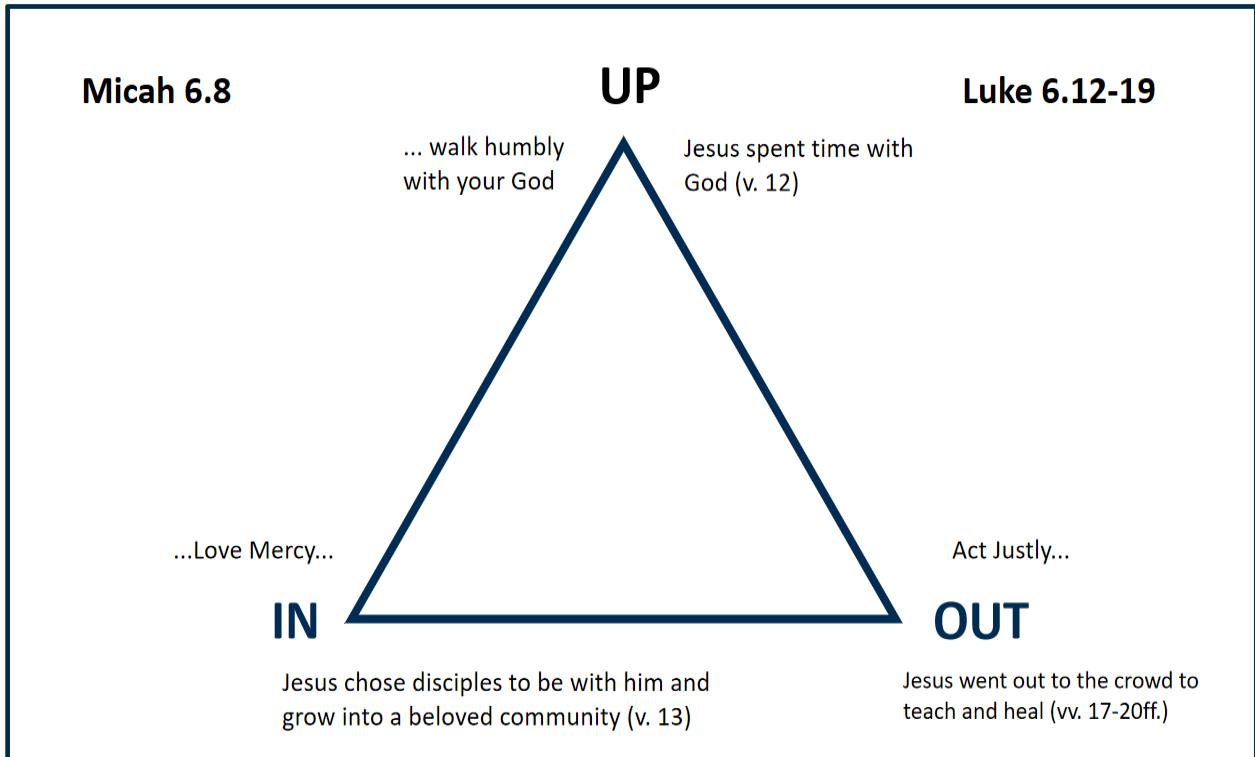 Micah 6.8
UP
Luke 6.12-19
... walk humbly
with your God
Jesus spent time with
God (v. 12)
...Love Mercy...
Act Justly...
IN
OUT
Jesus chose disciples to be with him and
grow into a beloved community (v. 13)
Jesus went out to the crowd to
teach and heal (vv. 17-20ff.)